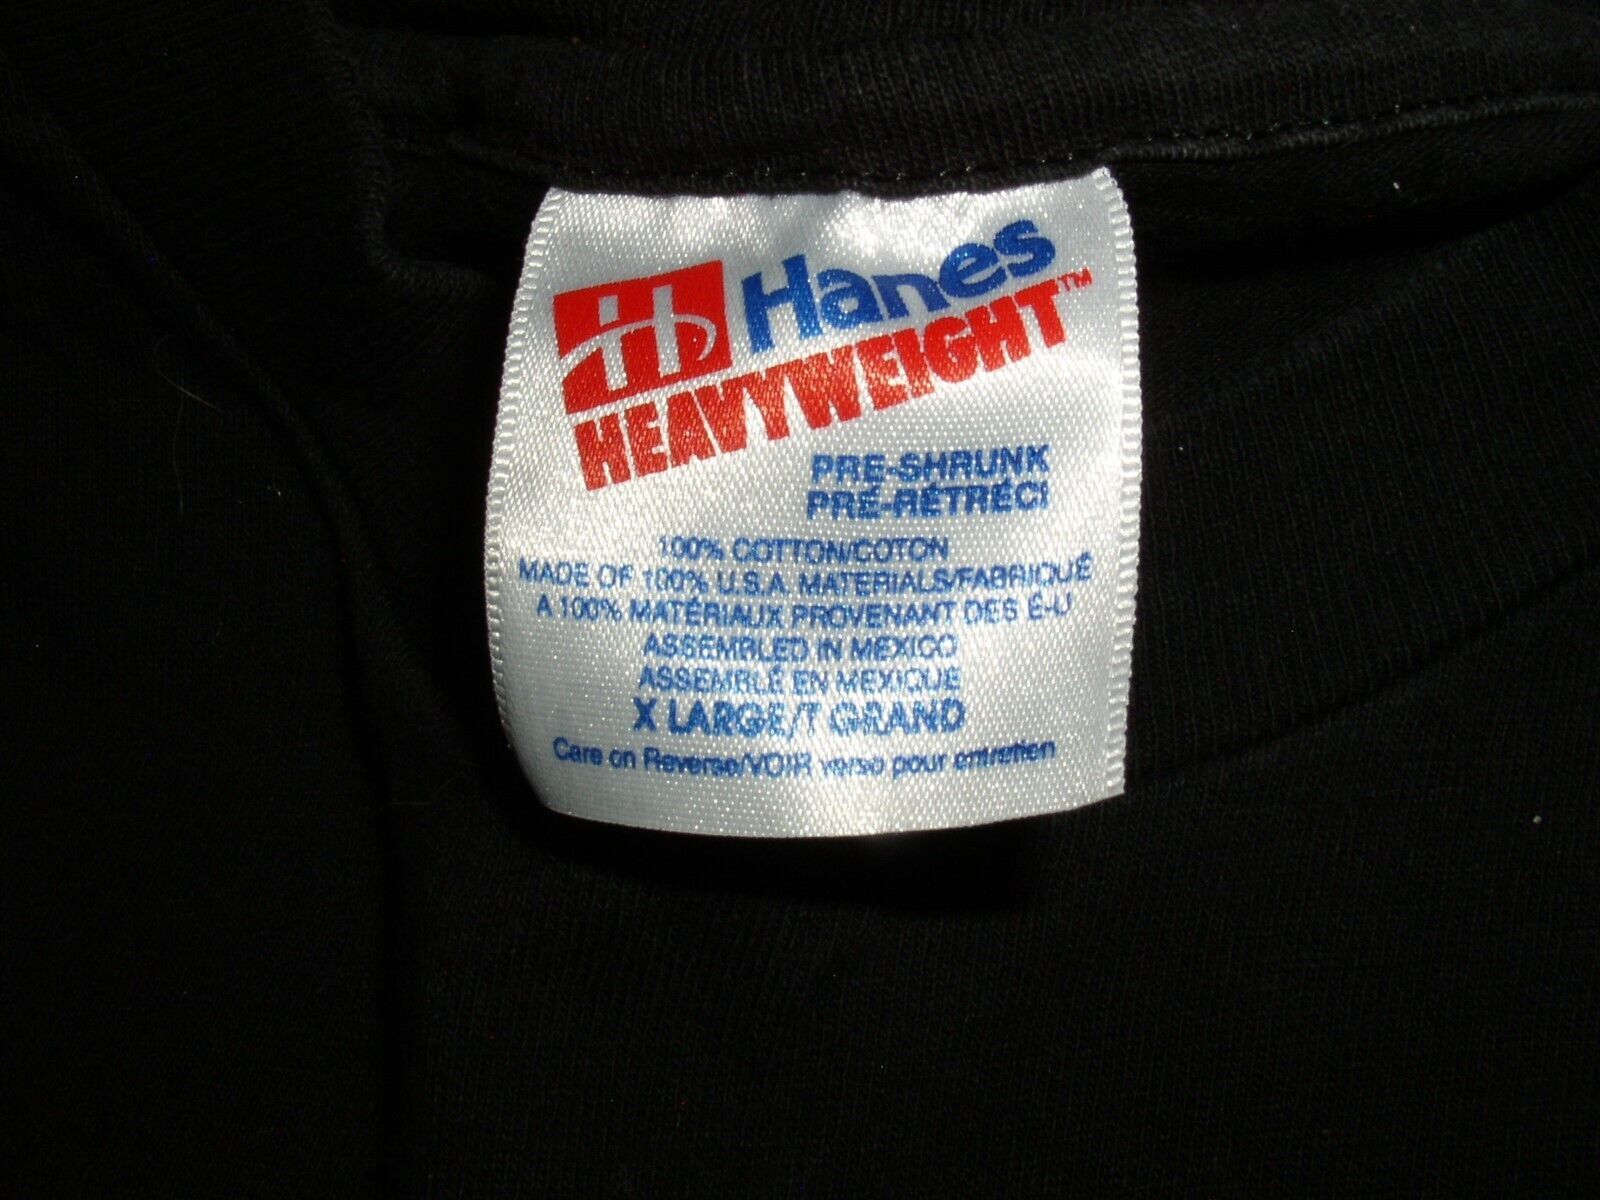 Hanes
HEAVYWEIGHT™
PRE-SHRUNK
PRÉ-RÉTRÉCI
100% COTTON/COTON
MADE OF 100% U.S.A. MATERIALS/FABRIQUÉ
A 100% MATÉRIAUX PROVENANT DES É-U
ASSEMBLED IN MEXICO
ASSEMBLÉ EN MEXIQUE
X LARGE/T GRAND
Care on Reverse/VOIR verso pour entretien